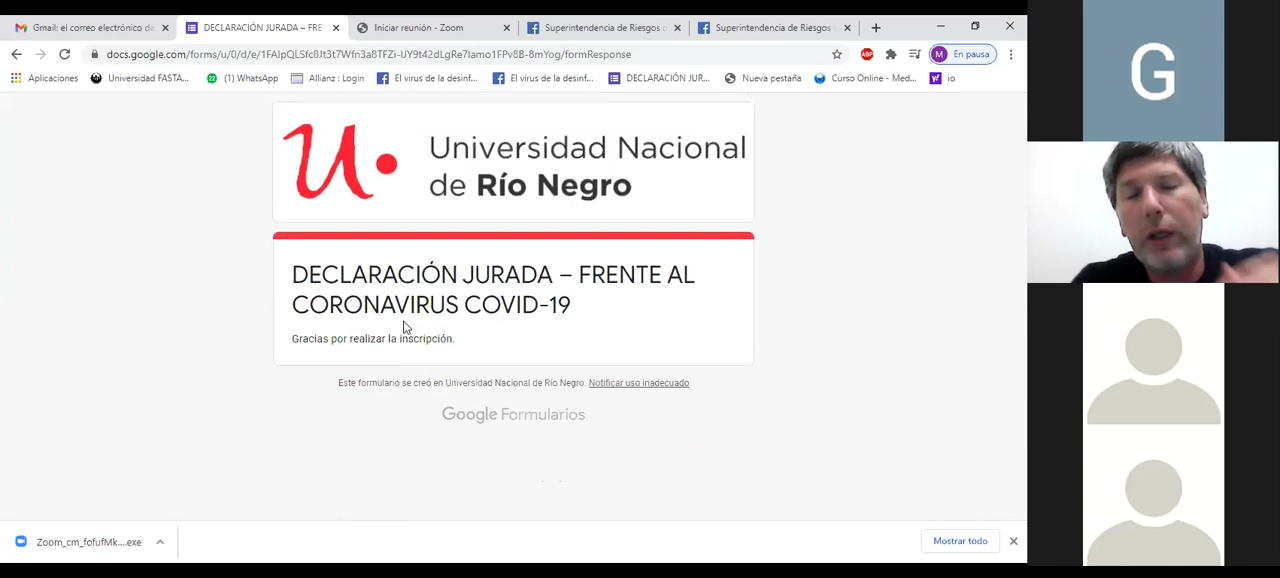 Gmail: el correo electrónico de
DECLARACIÓN JURADA – FRE
Iniciar reunión - Zoom
Superintendencia de Riesgos
Superintendencia de Riesgos
docs.google.com/forms/u/0/d/e/
/formResponse
ABP
M
En pausa
Aplicaciones
Universidad FASTA...
22
(1) WhatsApp
Allianz : Login
El virus de la desinf...
El virus de la desinf...
DECLARACIÓN JUR...
Nueva pestaña
Curso Online - Med...
io
G
u
Universidad Nacional
de Río Negro
DECLARACIÓN JURADA – FRENTE AL
CORONAVIRUS COVID-19
Gracias por realizar la inscripción.
Este formulario se creó en Universidad Nacional de Río Negro. Notificar uso inadecuado
Google Formularios
Zoom_cm_fofufMk....exe
Mostrar todo